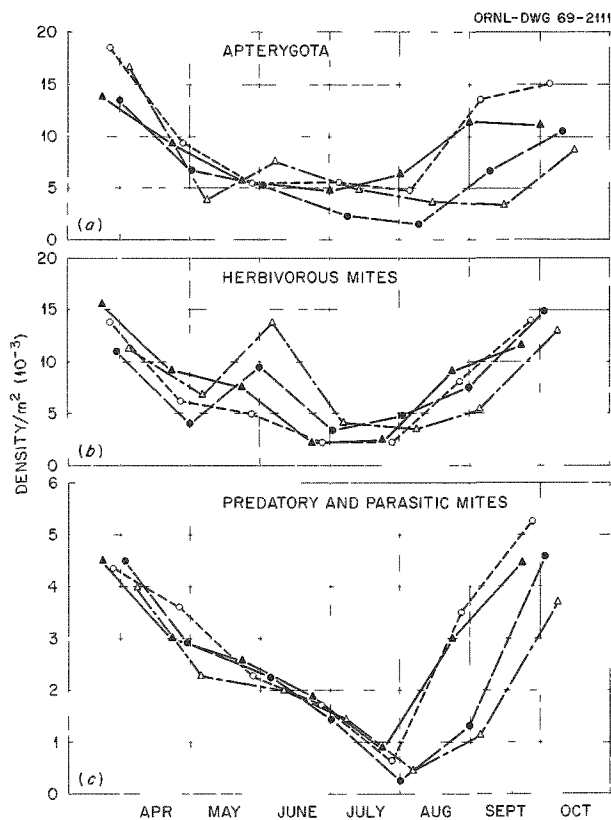 ORNL-DWG 69-2111
20
APTERYGOTA
15
10
5
0
(a)
20
HERBIVOROUS MITES
15
10
5
0
(b)
DENSITY/m² (10⁻³)
PREDATORY AND PARASITIC MITES
6
5
4
3
2
1
0
(c)
APR MAY JUNE JULY AUG SEPT OCT